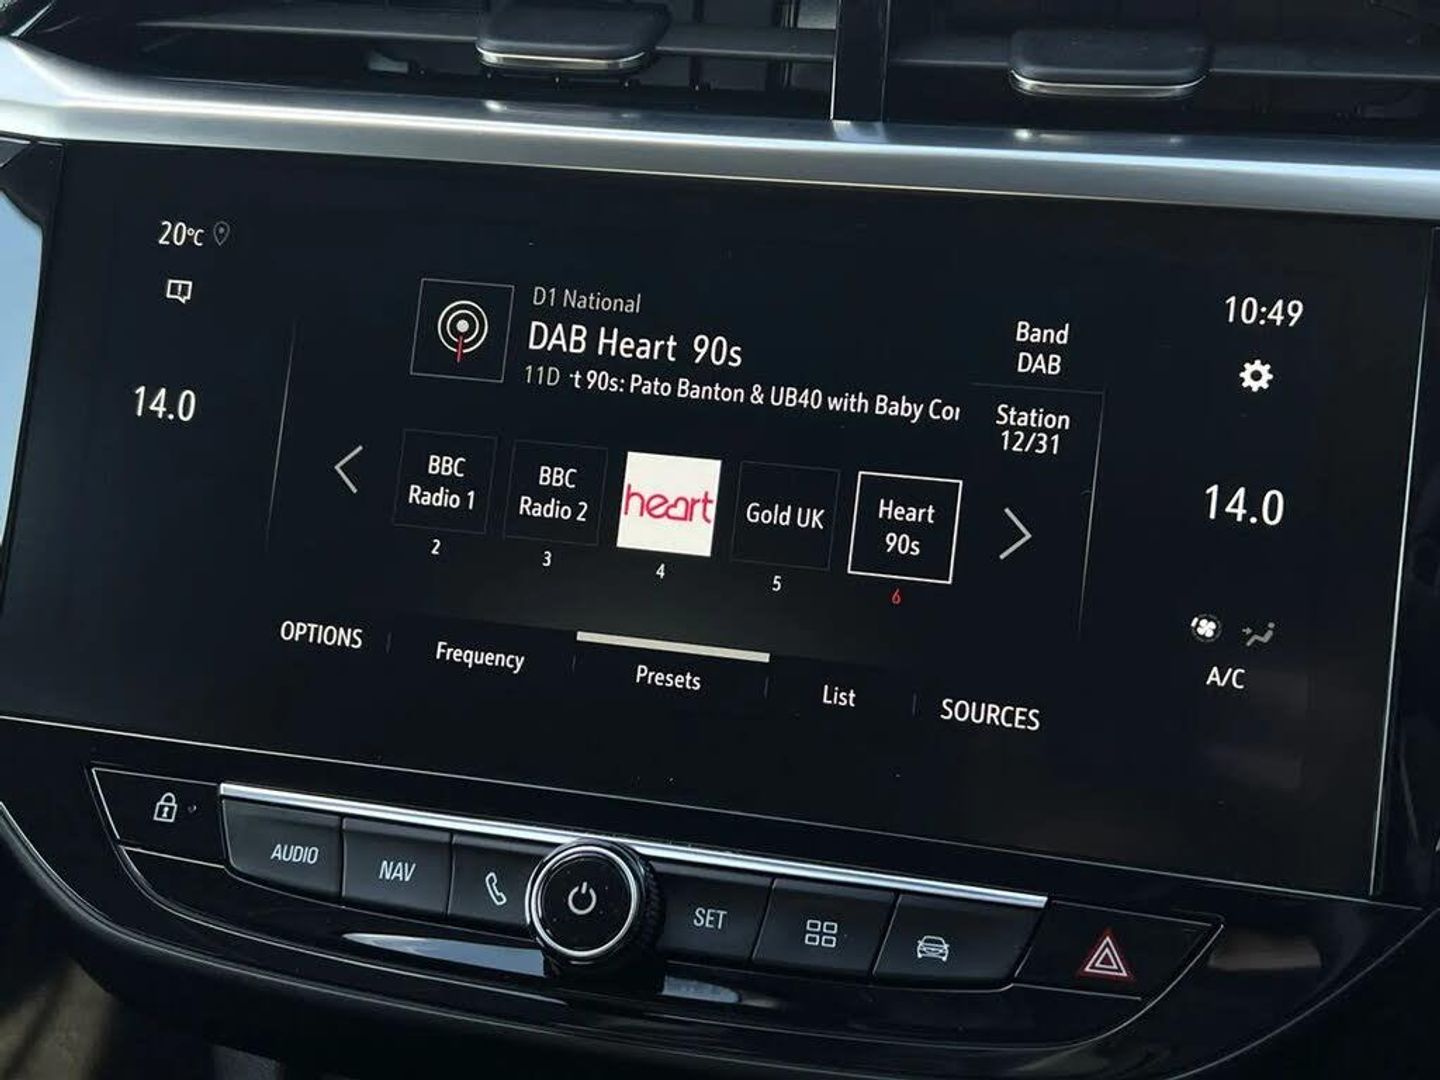 20°C
14.0
D1 National
DAB Heart 90s
11D t 90s: Pato Banton & UB40 with Baby Cor
Band
DAB
Station
12/31
10:49
14.0
A/C
BBC
Radio 1
BBC
Radio 2
heart
Gold UK
Heart
90s
2
3
4
5
6
OPTIONS
Frequency
Presets
List
SOURCES
AUDIO
NAV
SET